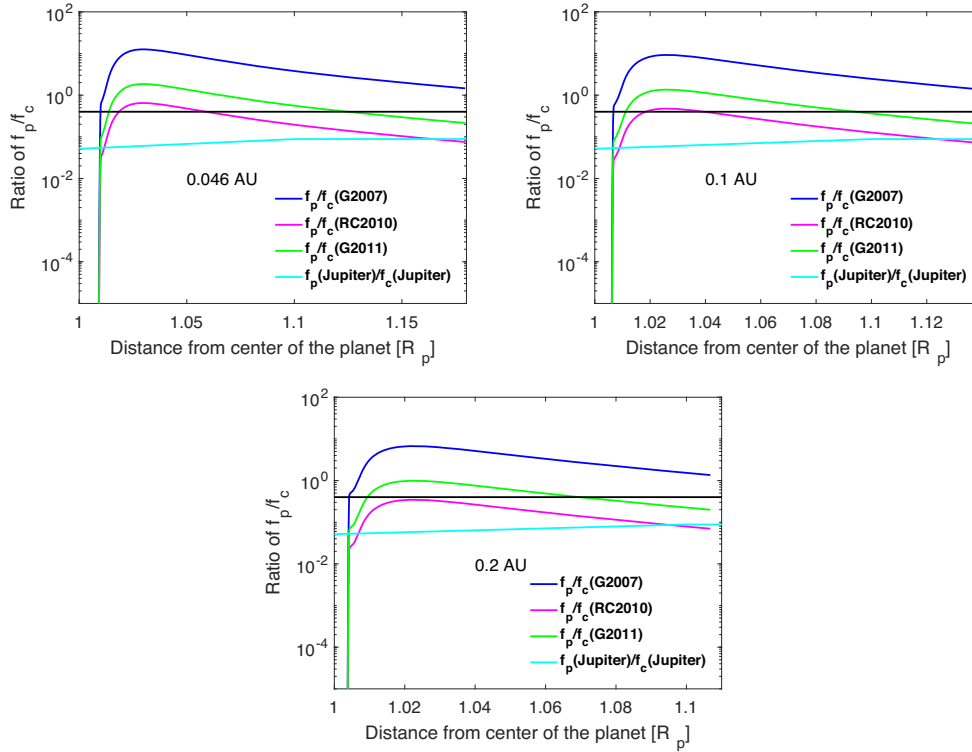 10^2
10^0
10^-2
10^-4
Ratio of f_p/f_c
0.046 AU
f_p/f_c(G2007)
f_p/f_c(RC2010)
f_p/f_c(G2011)
f_p(Jupiter)/f_c(Jupiter)
1 1.05 1.1 1.15
Distance from center of the planet [R_p]
10^2
10^0
10^-2
10^-4
Ratio of f_p/f_c
0.1 AU
f_p/f_c(G2007)
f_p/f_c(RC2010)
f_p/f_c(G2011)
f_p(Jupiter)/f_c(Jupiter)
1 1.02 1.04 1.06 1.08 1.1 1.12
Distance from center of the planet [R_p]
10^2
10^0
10^-2
10^-4
Ratio of f_p/f_c
0.2 AU
f_p/f_c(G2007)
f_p/f_c(RC2010)
f_p/f_c(G2011)
f_p(Jupiter)/f_c(Jupiter)
1 1.02 1.04 1.06 1.08 1.1
Distance from center of the planet [R_p]